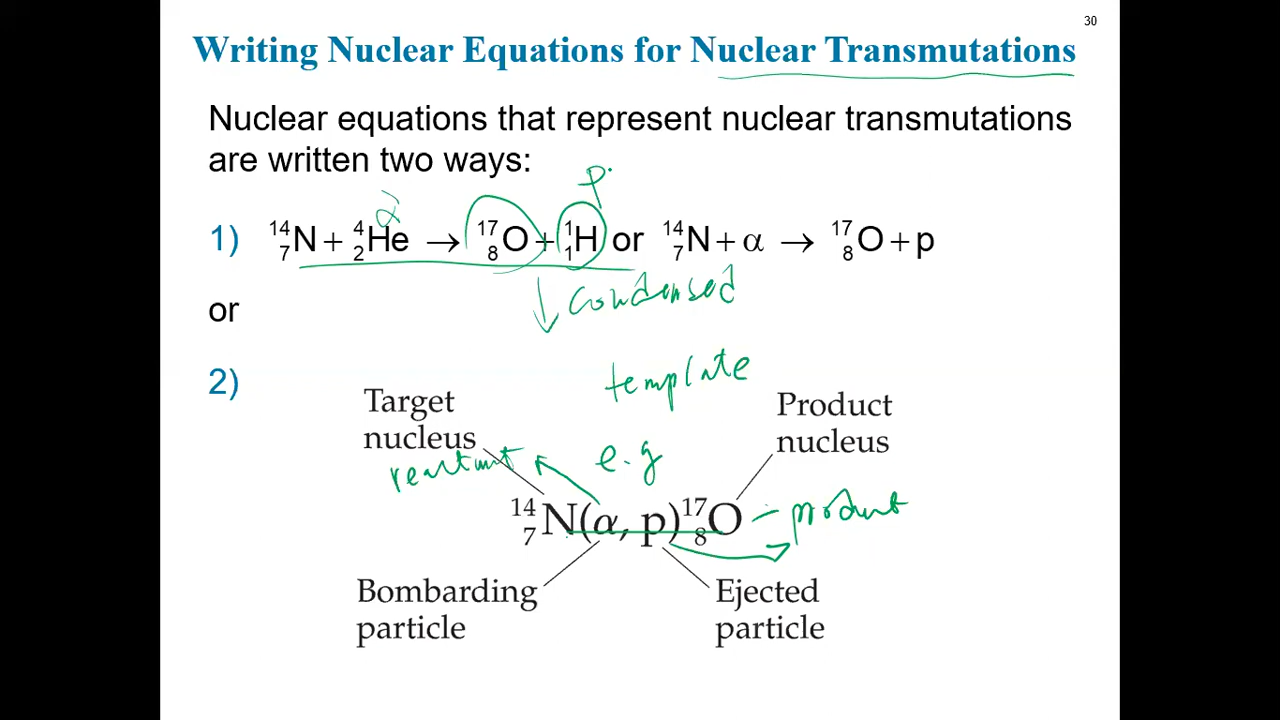 30
Writing Nuclear Equations for Nuclear Transmutations
Nuclear equations that represent nuclear transmutations
are written two ways:
p.
α
1) ¹⁴₇N + ⁴₂He → ¹⁷₈O + ¹₁H or ¹⁴₇N + α → ¹⁷₈O + p
condensed
or
2)
template
Target
nucleus
Product
nucleus
e.g
reactant
¹⁴₇N(α, p)¹⁷₈O
– product
Bombarding
particle
Ejected
particle